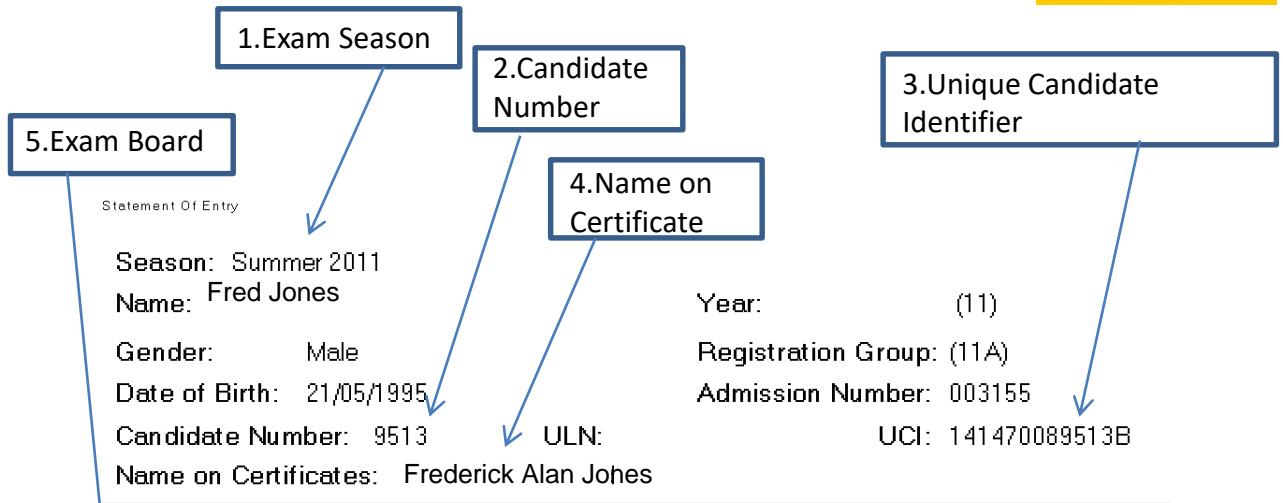 1.Exam Season
2.Candidate
Number
3.Unique Candidate
Identifier
5.Exam Board
4.Name on
Certificate
Statement Of Entry
Season: Summer 2011
Name: Fred Jones
Year: (11)
Gender: Male
Registration Group: (11A)
Date of Birth: 21/05/1995
Admission Number: 003155
Candidate Number: 9513 ULN: UCI: 141470089513B
Name on Certificates: Frederick Alan Jones